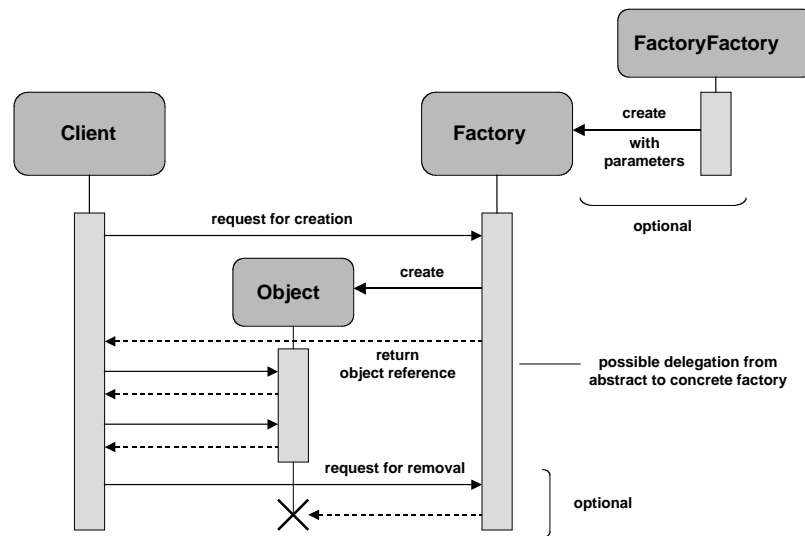 FactoryFactory
Client
Factory
create
with
parameters
optional
request for creation
Object
create
return
object reference
possible delegation from
abstract to concrete factory
request for removal
optional